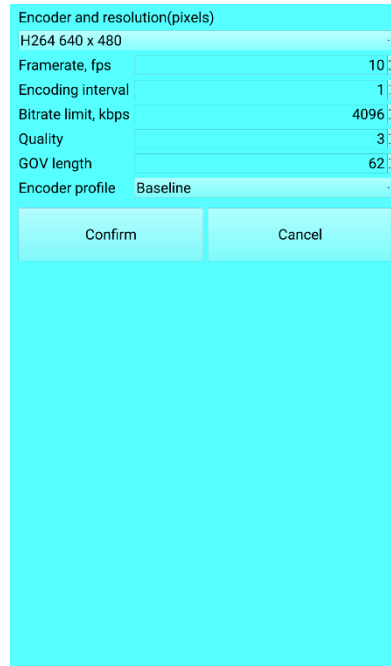 Encoder and resolution(pixels)
H264 640 x 480
Framerate, fps 10
Encoding interval 1
Bitrate limit, kbps 4096
Quality 3
GOV length 62
Encoder profile Baseline
Confirm Cancel